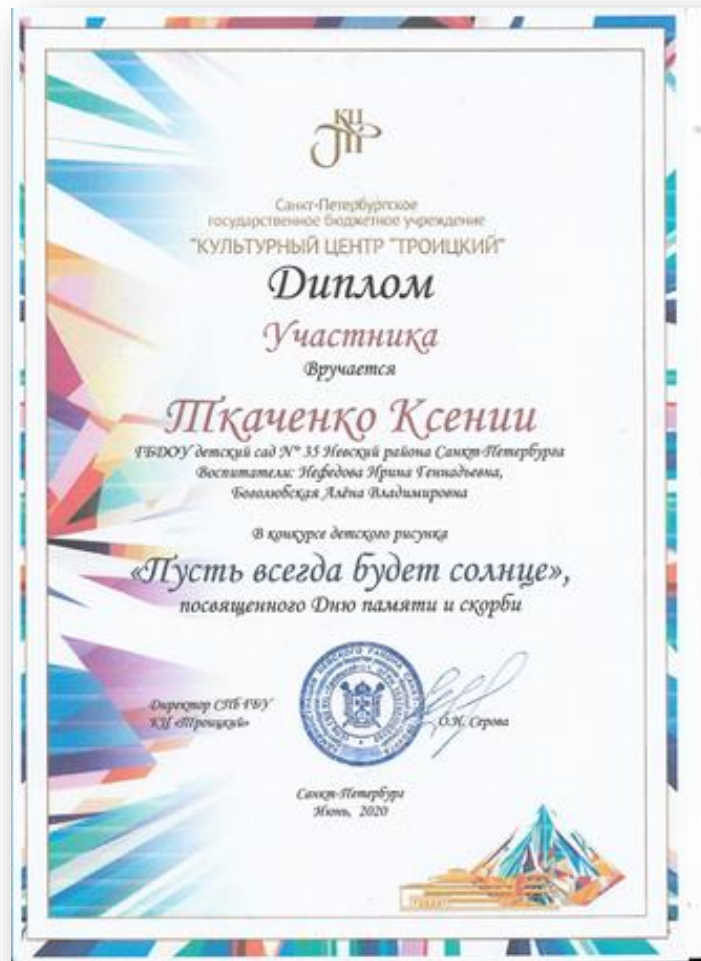 КЦ
Санкт-Петербургское
государственное бюджетное учреждение
"КУЛЬТУРНЫЙ ЦЕНТР "ТРОИЦКИЙ"
Диплом
Участника
Вручается
Ткаченко Ксении
ГБДОУ детский сад № 35 Невский района Санкт-Петербурга
Воспитатели: Нефедова Ирина Геннадьевна,
Боголюбская Алёна Владимировна
В конкурсе детского рисунка
«Пусть всегда будет солнце»,
посвященного Дню памяти и скорби
Директор СПб ГБУ
КЦ «Троицкий»
О.Н. Серова
Санкт-Петербург
Июнь, 2020